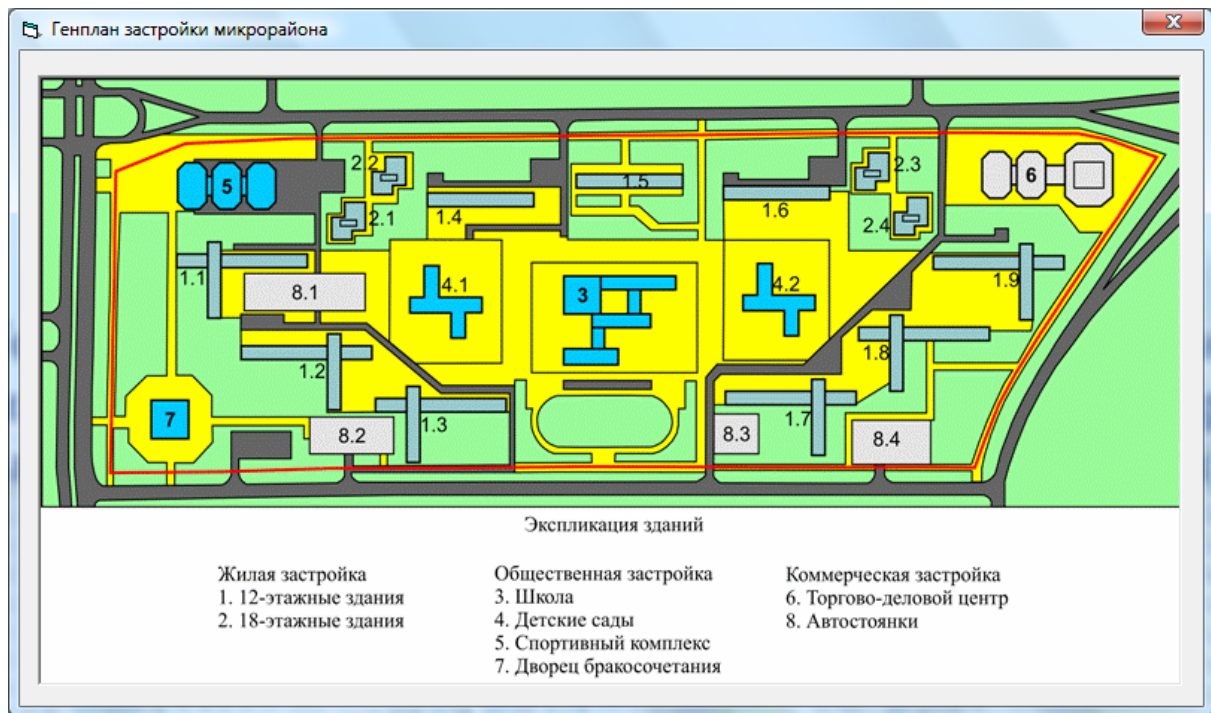 Генплан застройки микрорайона
2.2
2.3
5
1.5
6
2.1
1.4
1.6
2.4
1.1
8.1
4.1
3
4.2
1.9
1.2
1.8
7
8.2
1.3
8.3
1.7
8.4
Экспликация зданий
Жилая застройка
1. 12-этажные здания
2. 18-этажные здания
Общественная застройка
3. Школа
4. Детские сады
5. Спортивный комплекс
7. Дворец бракосочетания
Коммерческая застройка
6. Торгово-деловой центр
8. Автостоянки